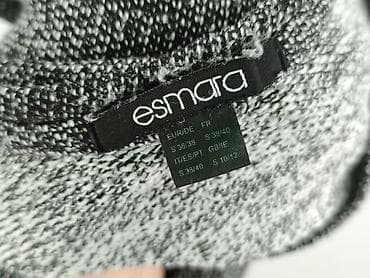 esmara
S
EUR/DE FR
S 36/38 S 38/40
IT/ES/PT GB/IE
S 38/40 S 10/12